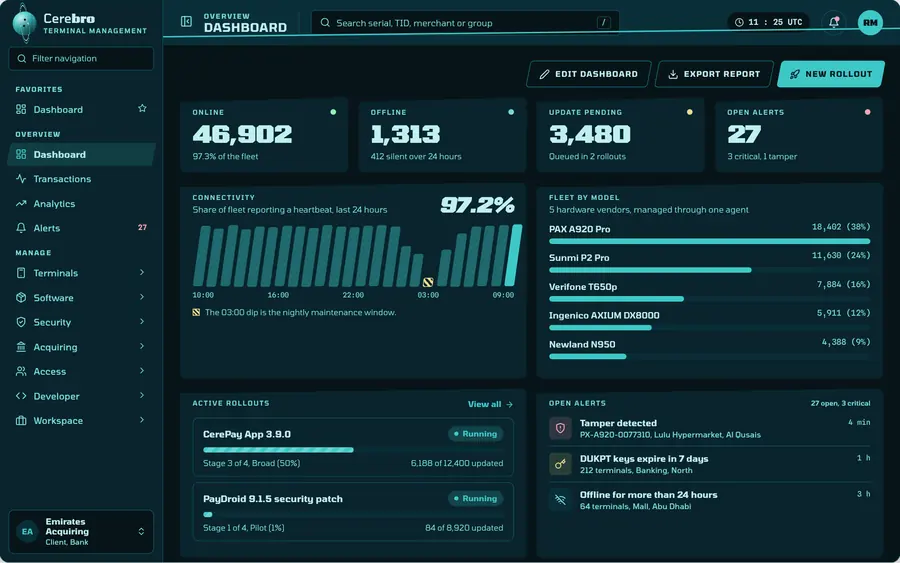 Cerebro
TERMINAL MANAGEMENT
Filter navigation
FAVORITES
Dashboard
OVERVIEW
Dashboard
Transactions
Analytics
Alerts 27
MANAGE
Terminals
Software
Security
Acquiring
Access
Developer
Workspace
EA
Emirates
Acquiring
Client, Bank
OVERVIEW
DASHBOARD
Search serial, TID, merchant or group /
11 : 25 UTC
RM
EDIT DASHBOARD
EXPORT REPORT
NEW ROLLOUT
ONLINE
46,902
97.3% of the fleet
OFFLINE
1,313
412 silent over 24 hours
UPDATE PENDING
3,480
Queued in 2 rollouts
OPEN ALERTS
27
3 critical, 1 tamper
CONNECTIVITY
Share of fleet reporting a heartbeat, last 24 hours
97.2%
10:00 16:00 22:00 03:00 09:00
The 03:00 dip is the nightly maintenance window.
FLEET BY MODEL
5 hardware vendors, managed through one agent
PAX A920 Pro 18,402 (38%)
Sunmi P2 Pro 11,630 (24%)
Verifone T650p 7,884 (16%)
Ingenico AXIUM DX8000 5,911 (12%)
Newland N950 4,388 (9%)
ACTIVE ROLLOUTS View all
CerePay App 3.9.0 Running
Stage 3 of 4, Broad (50%) 6,188 of 12,400 updated
PayDroid 9.1.5 security patch Running
Stage 1 of 4, Pilot (1%) 84 of 8,920 updated
OPEN ALERTS 27 open, 3 critical
Tamper detected 4 min
PX-A920-0077310, Lulu Hypermarket, Al Qusais
DUKPT keys expire in 7 days 1 h
212 terminals, Banking, North
Offline for more than 24 hours 3 h
64 terminals, Mall, Abu Dhabi